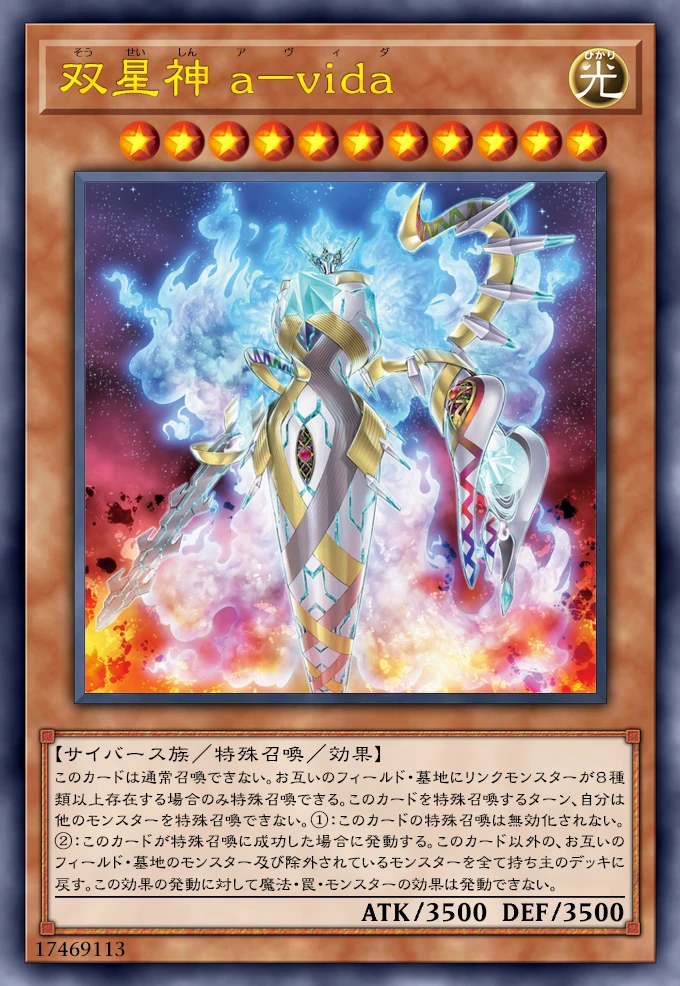 そう せい しん ア ヴィ ダ
双星神 a－vida
ひかり
光
【サイバース族／特殊召喚／効果】
このカードは通常召喚できない。お互いのフィールド・墓地にリンクモンスターが８種
類以上存在する場合のみ特殊召喚できる。このカードを特殊召喚するターン、自分は
他のモンスターを特殊召喚できない。①：このカードの特殊召喚は無効化されない。
②：このカードが特殊召喚に成功した場合に発動する。このカード以外の、お互いの
フィールド・墓地のモンスター及び除外されているモンスターを全て持ち主のデッキに
戻す。この効果の発動に対して魔法・罠・モンスターの効果は発動できない。
ATK/3500 DEF/3500
17469113